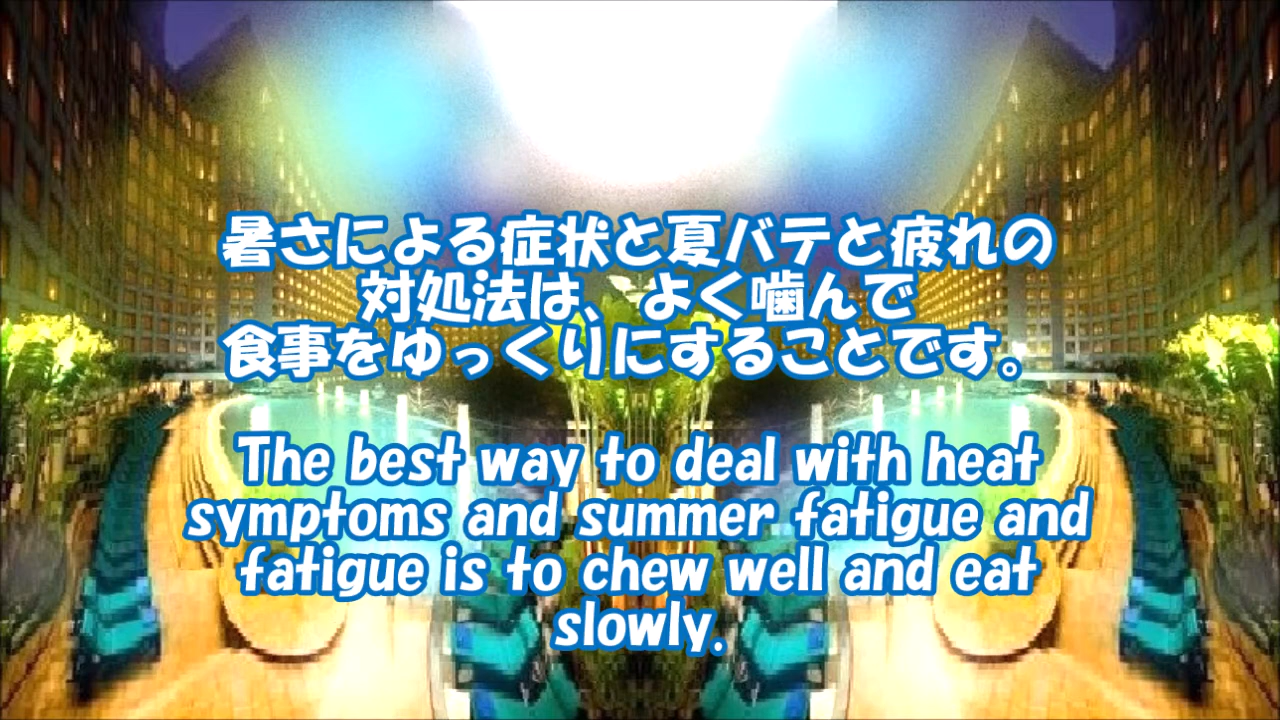 暑さによる症状と夏バテと疲れの
対処法は、よく噛んで
食事をゆっくりにすることです。
The best way to deal with heat
symptoms and summer fatigue and
fatigue is to chew well and eat
slowly.